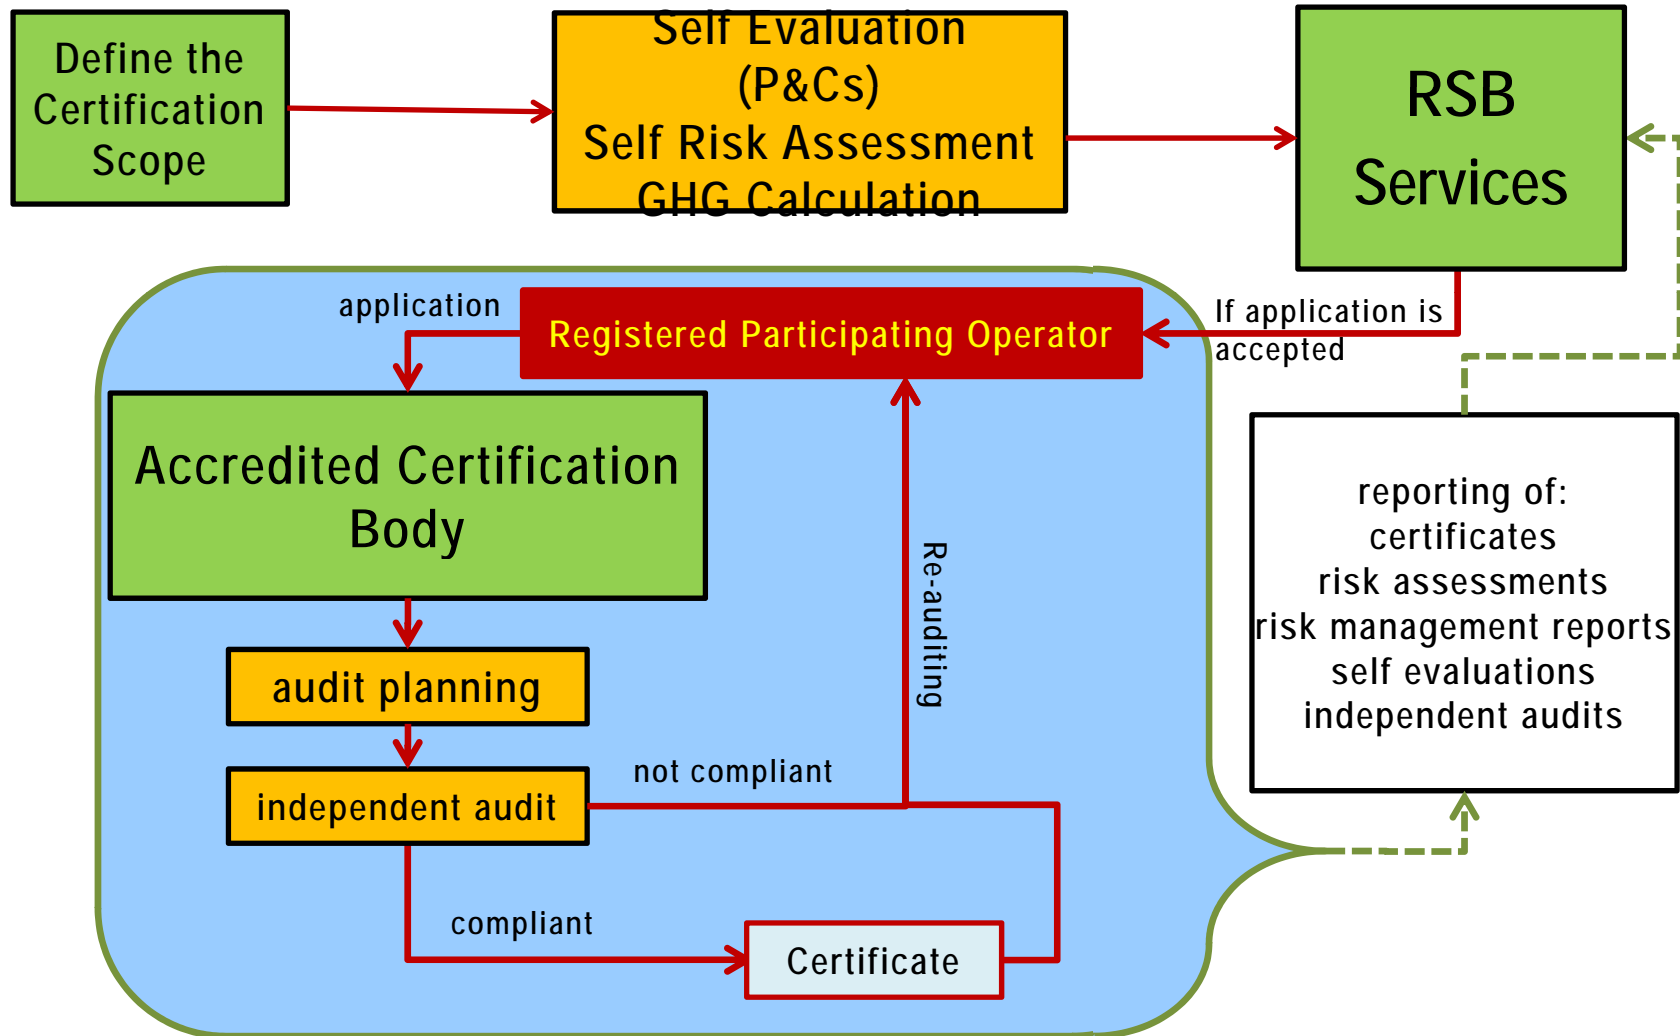 Define the
Certification
Scope
Self Evaluation
(P&Cs)
Self Risk Assessment
GHG Calculation
RSB
Services
application
Registered Participating Operator
If application is
accepted
Accredited Certification
Body
Re-auditing
reporting of:
certificates
risk assessments
risk management reports
self evaluations
independent audits
audit planning
independent audit
not compliant
compliant
Certificate